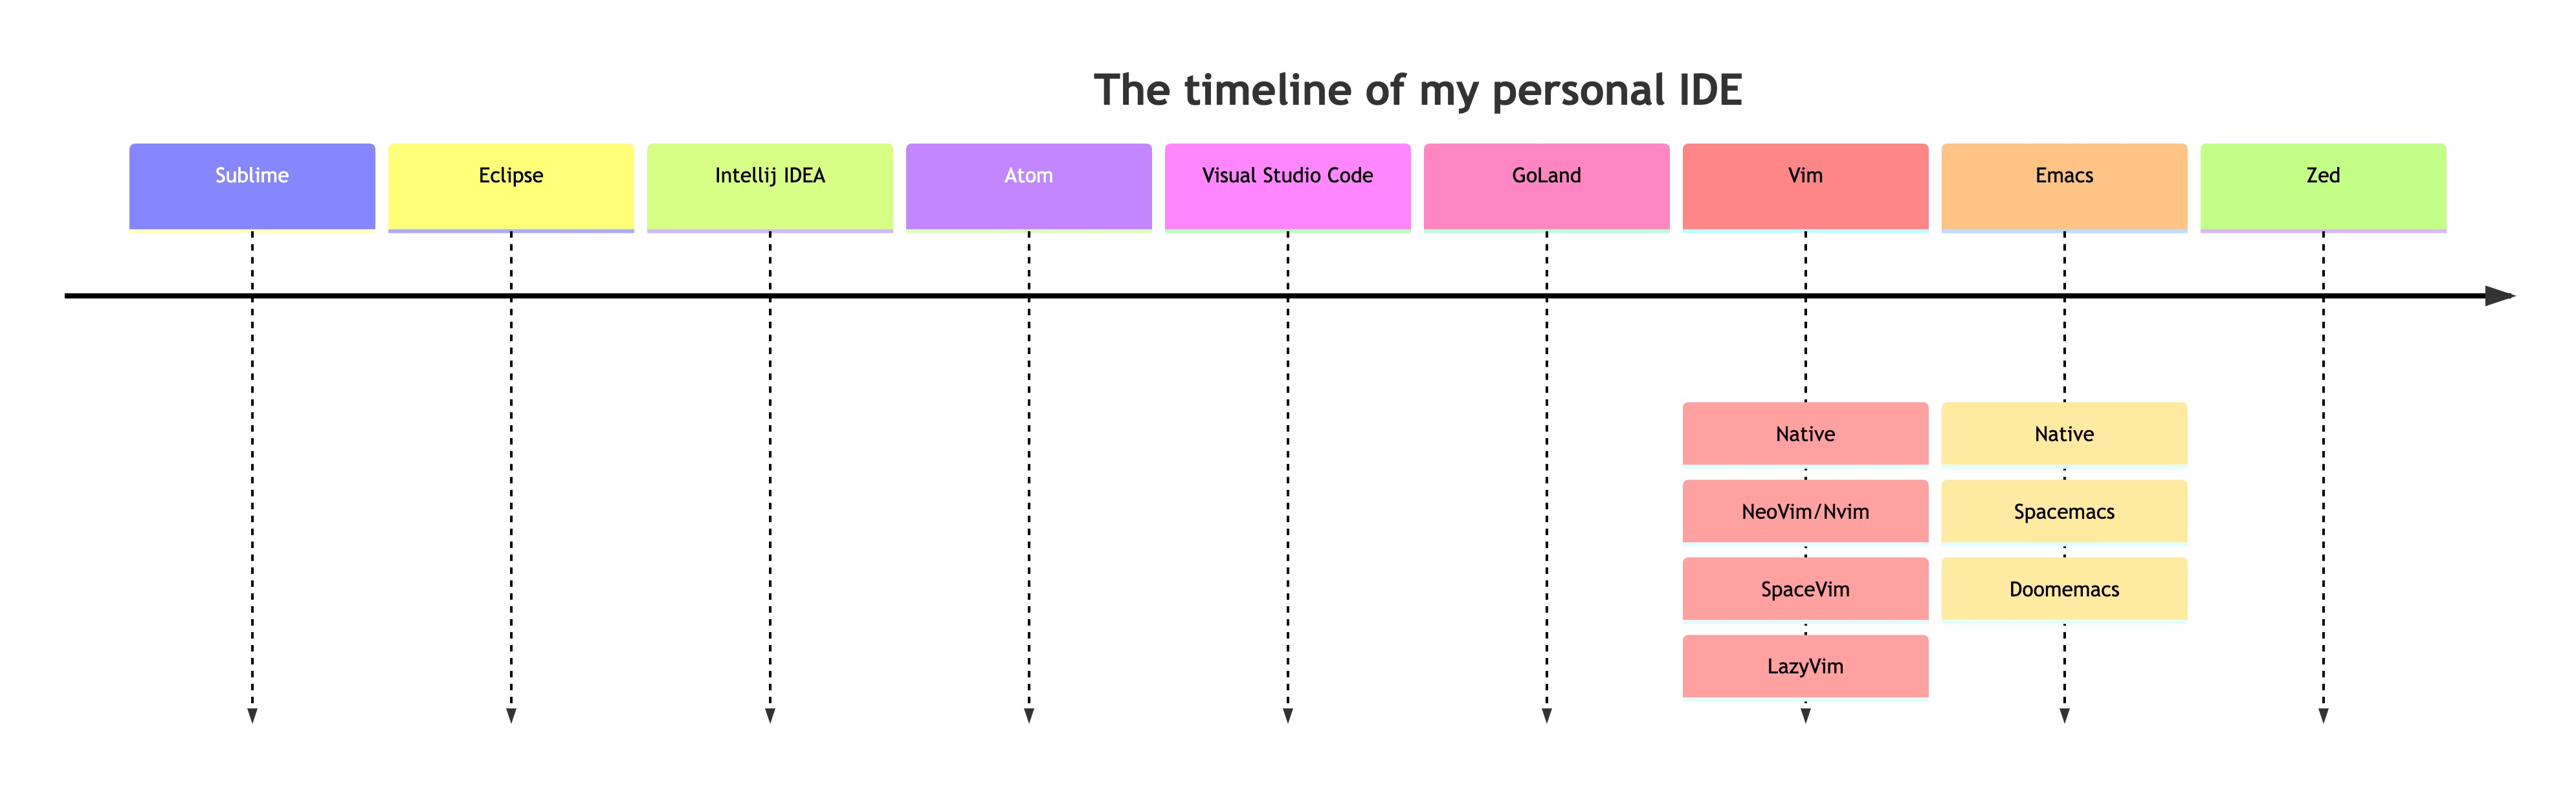 The timeline of my personal IDE
Sublime
Eclipse
Intellij IDEA
Atom
Visual Studio Code
GoLand
Vim
Emacs
Zed
Native
NeoVim/Nvim
SpaceVim
LazyVim
Native
Spacemacs
Doomemacs